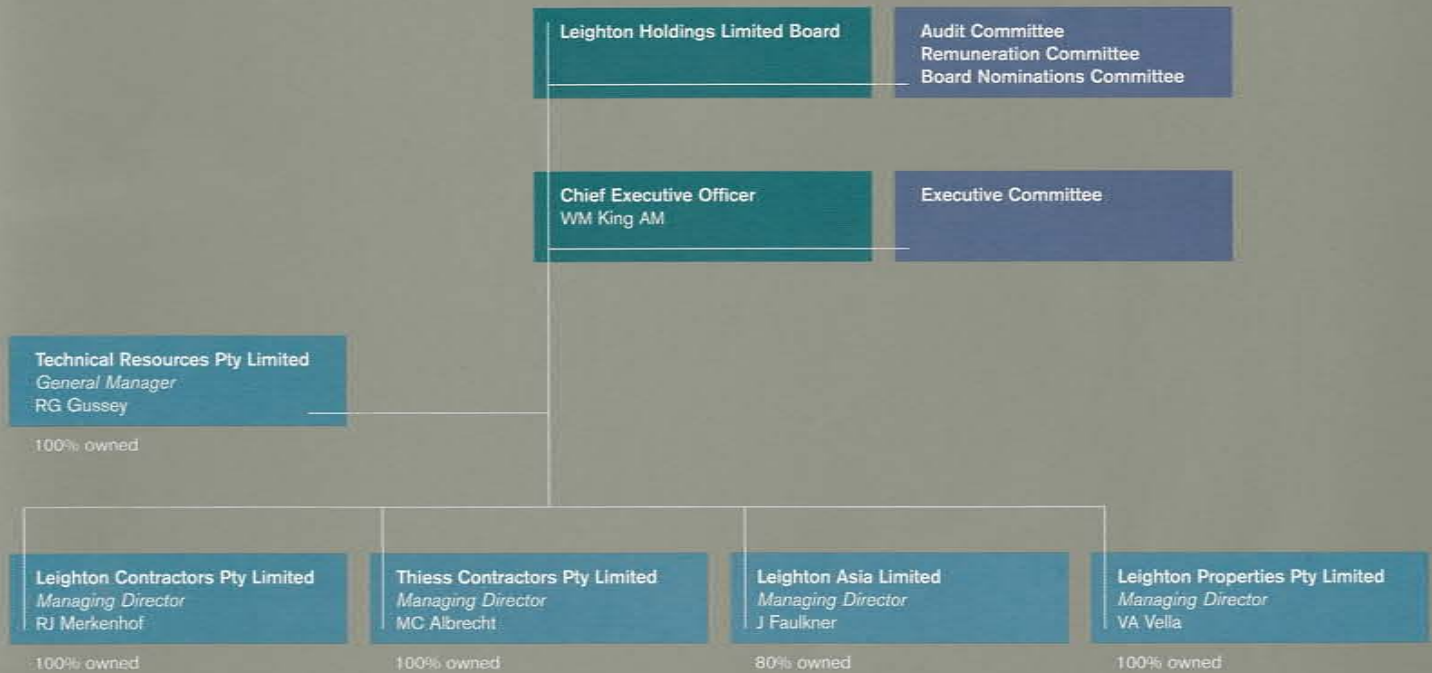 Leighton Holdings Limited Board
Audit Committee
Remuneration Committee
Board Nominations Committee
Chief Executive Officer
WM King AM
Executive Committee
Technical Resources Pty Limited
General Manager
RG Gussey
100% owned
Leighton Contractors Pty Limited
Managing Director
RJ Merkenhof
100% owned
Thiess Contractors Pty Limited
Managing Director
MC Albrecht
100% owned
Leighton Asia Limited
Managing Director
J Faulkner
80% owned
Leighton Properties Pty Limited
Managing Director
VA Vella
100% owned